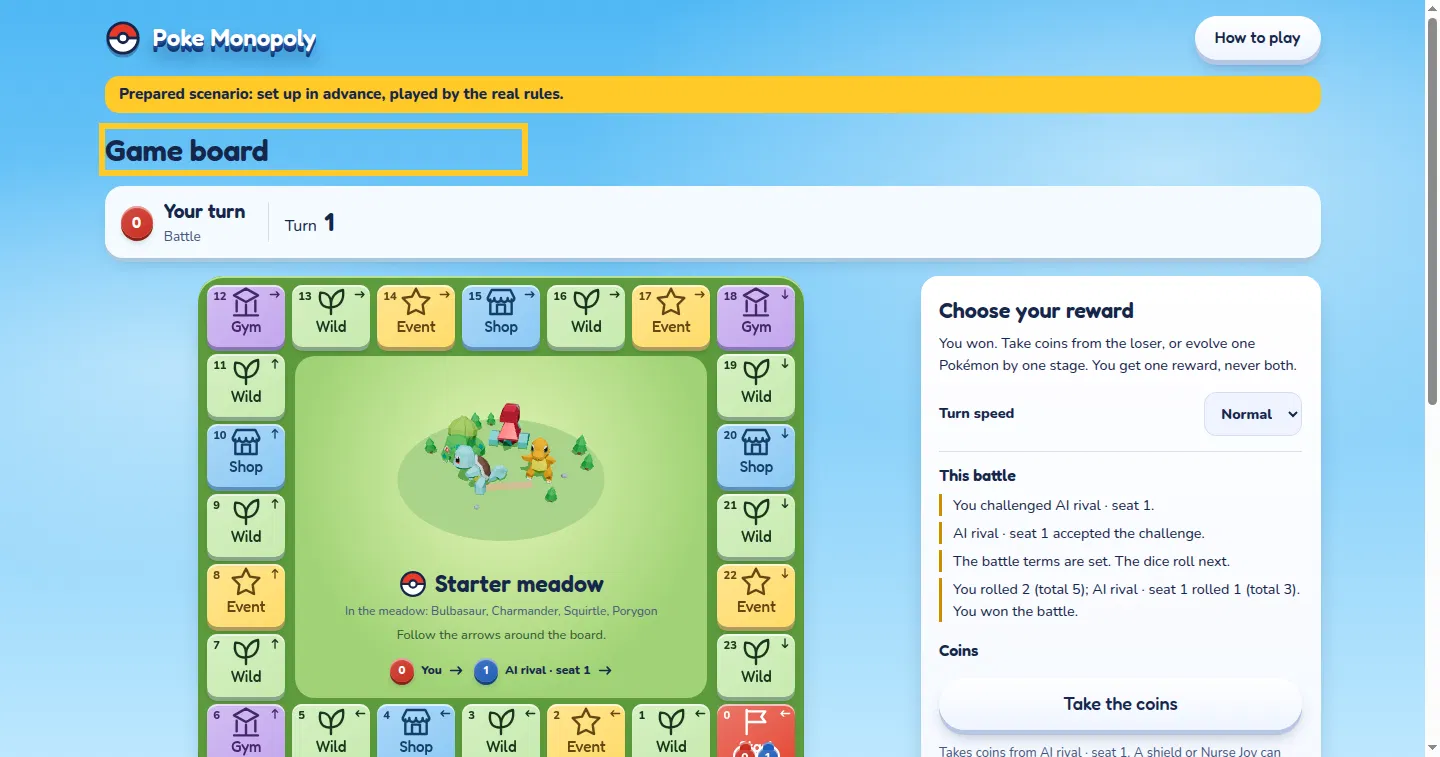 Poke Monopoly
How to play
Prepared scenario: set up in advance, played by the real rules.
Game board
0
Your turn
Battle
Turn 1
12 → Gym
13 → Wild
14 → Event
15 → Shop
16 → Wild
17 → Event
18 ↓ Gym
11 ↑ Wild
19 ↓ Wild
10 ↑ Shop
20 ↓ Shop
9 ↑ Wild
21 ↓ Wild
8 ↑ Event
22 ↓ Event
7 ↑ Wild
23 ↓ Wild
Starter meadow
In the meadow: Bulbasaur, Charmander, Squirtle, Porygon
Follow the arrows around the board.
0 You → 1 AI rival · seat 1 →
6 ↑ Gym
5 ← Wild
4 ← Shop
3 ← Wild
2 ← Event
1 ← Wild
0 ←
Choose your reward
You won. Take coins from the loser, or evolve one
Pokémon by one stage. You get one reward, never both.
Turn speed
Normal
This battle
You challenged AI rival · seat 1.
AI rival · seat 1 accepted the challenge.
The battle terms are set. The dice roll next.
You rolled 2 (total 5); AI rival · seat 1 rolled 1 (total 3).
You won the battle.
Coins
Take the coins
Takes coins from AI rival · seat 1. A shield or Nurse Joy can